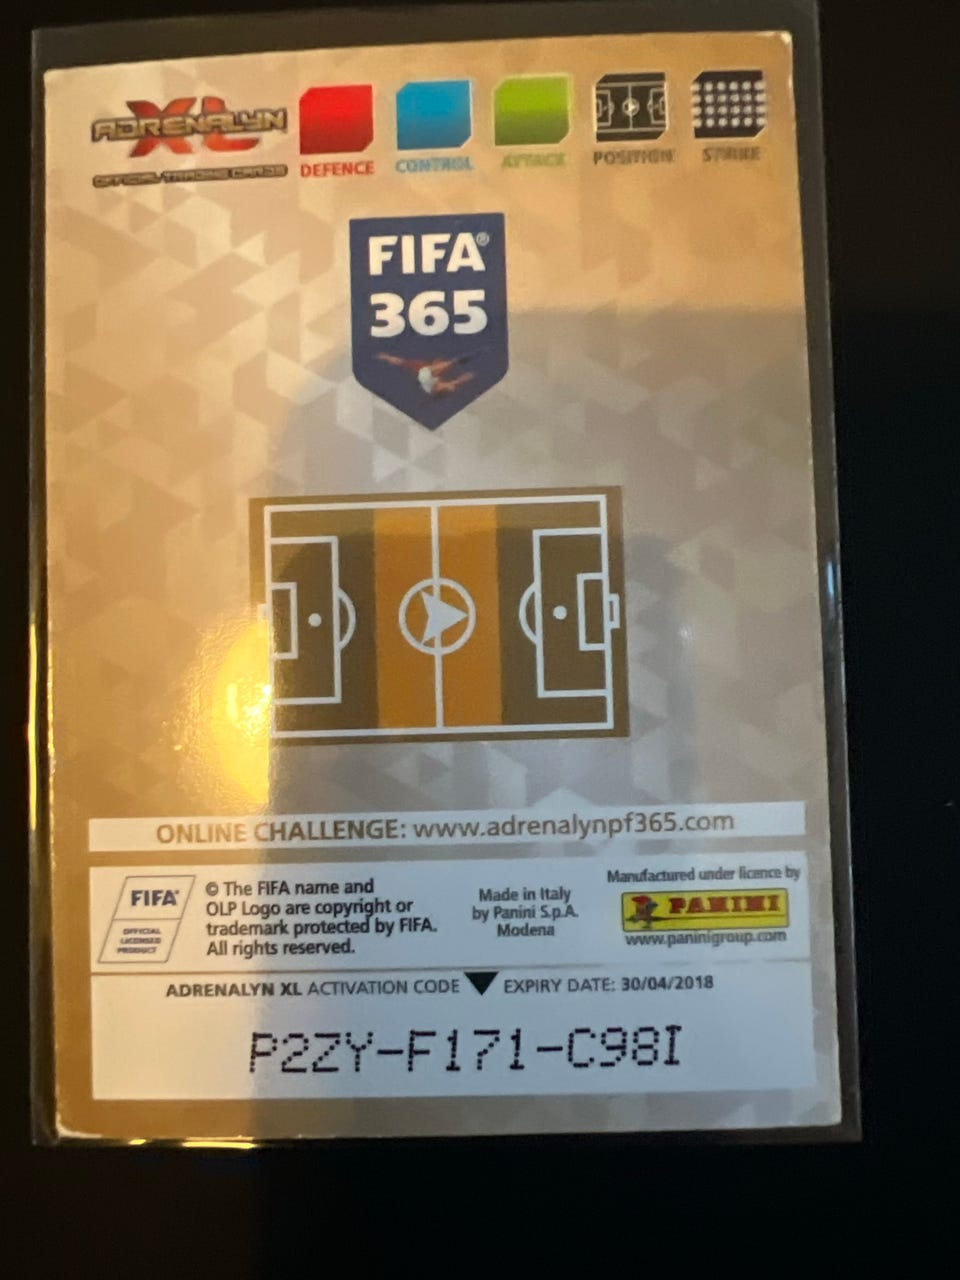 ADRENALYN XL
OFFICIAL TRADING CARDS
DEFENCE CONTROL ATTACK POSITION STRIKE
FIFA®
365
ONLINE CHALLENGE: www.adrenalynpf365.com
FIFA®
OFFICIAL
LICENSED
PRODUCT
© The FIFA name and
OLP Logo are copyright or
trademark protected by FIFA.
All rights reserved.
Made in Italy
by Panini S.p.A.
Modena
Manufactured under licence by
PANINI
www.paninigroup.com
ADRENALYN XL ACTIVATION CODE EXPIRY DATE: 30/04/2018
P2ZY-F171-C98I